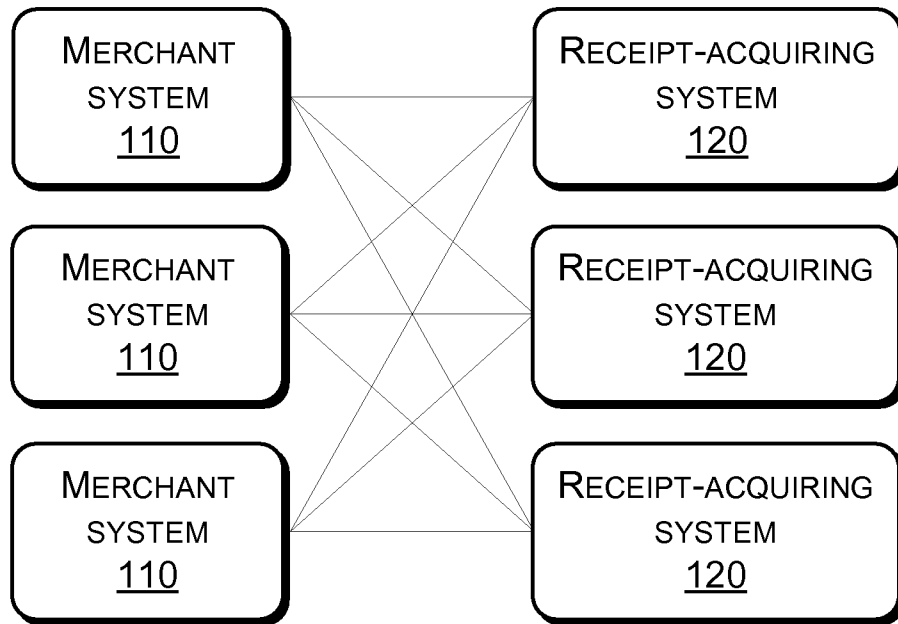 MERCHANT
SYSTEM
110
RECEIPT-ACQUIRING
SYSTEM
120
MERCHANT
SYSTEM
110
RECEIPT-ACQUIRING
SYSTEM
120
MERCHANT
SYSTEM
110
RECEIPT-ACQUIRING
SYSTEM
120